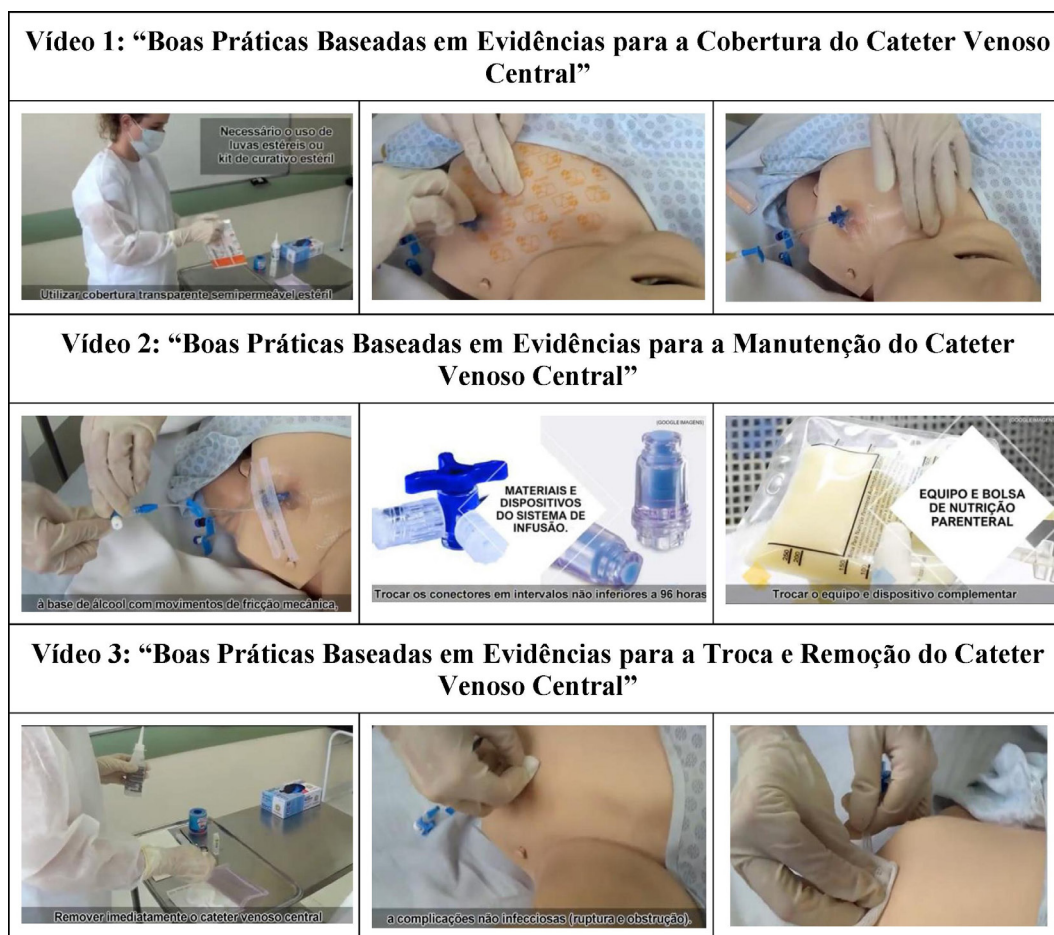 Vídeo 1: “Boas Práticas Baseadas em Evidências para a Cobertura do Cateter Venoso
Central”
Necessário o uso de
luvas estéreis ou
kit de curativo estéril
Utilizar cobertura transparente semipermeável estéril
Vídeo 2: “Boas Práticas Baseadas em Evidências para a Manutenção do Cateter
Venoso Central”
à base de álcool com movimentos de fricção mecânica,
(GOOGLE IMAGENS)
MATERIAIS E
DISPOSITIVOS
DO SISTEMA DE
INFUSÃO.
Trocar os conectores em intervalos não inferiores a 96 horas
EQUIPO E BOLSA
DE NUTRIÇÃO
PARENTERAL
Trocar o equipo e dispositivo complementar
Vídeo 3: “Boas Práticas Baseadas em Evidências para a Troca e Remoção do Cateter
Venoso Central”
Remover imediatamente o cateter venoso central
a complicações não infecciosas (ruptura e obstrução).